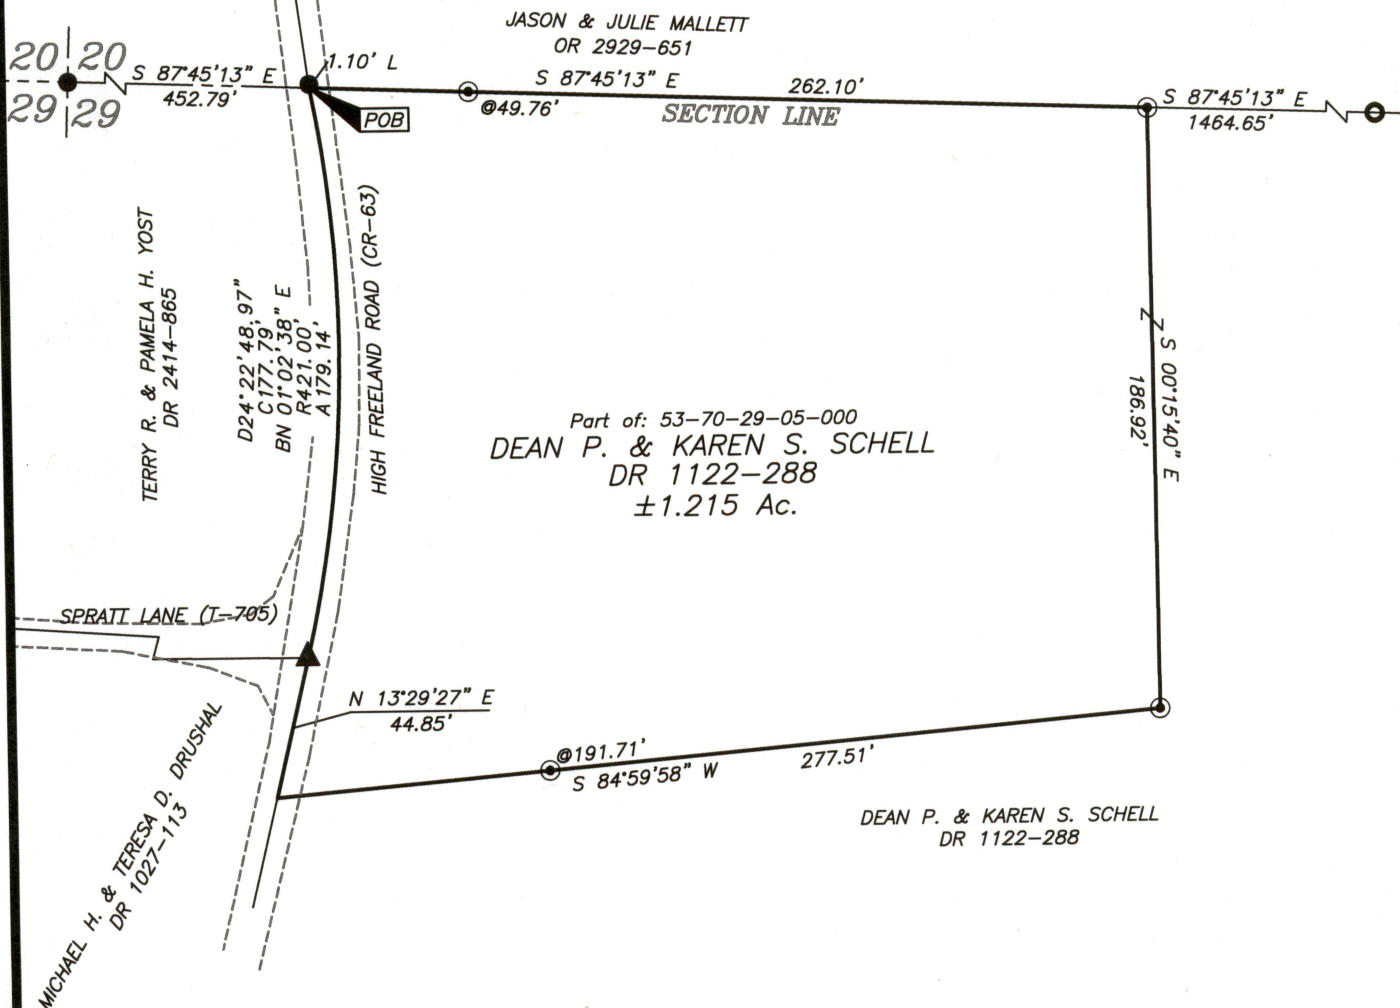 JASON & JULIE MALLETT
OR 2929-651
20 20
29 29
S 87°45'13" E
452.79'
1.10' L
POB
S 87°45'13" E 262.10'
@49.76'
SECTION LINE
S 87°45'13" E
1464.65'
TERRY R. & PAMELA H. YOST
DR 2414-865
D24°22'48.97"
C177.79'
BN 01°02'38" E
R421.00'
A179.14'
HIGH FREELAND ROAD (CR-63)
S 00°15'40" E
186.92'
Part of: 53-70-29-05-000
DEAN P. & KAREN S. SCHELL
DR 1122-288
±1.215 Ac.
SPRATT LANE (T-705)
N 13°29'27" E
44.85'
@191.71'
S 84°59'58" W 277.51'
MICHAEL H. & TERESA D. DRUSHAL
DR 1027-113
DEAN P. & KAREN S. SCHELL
DR 1122-288